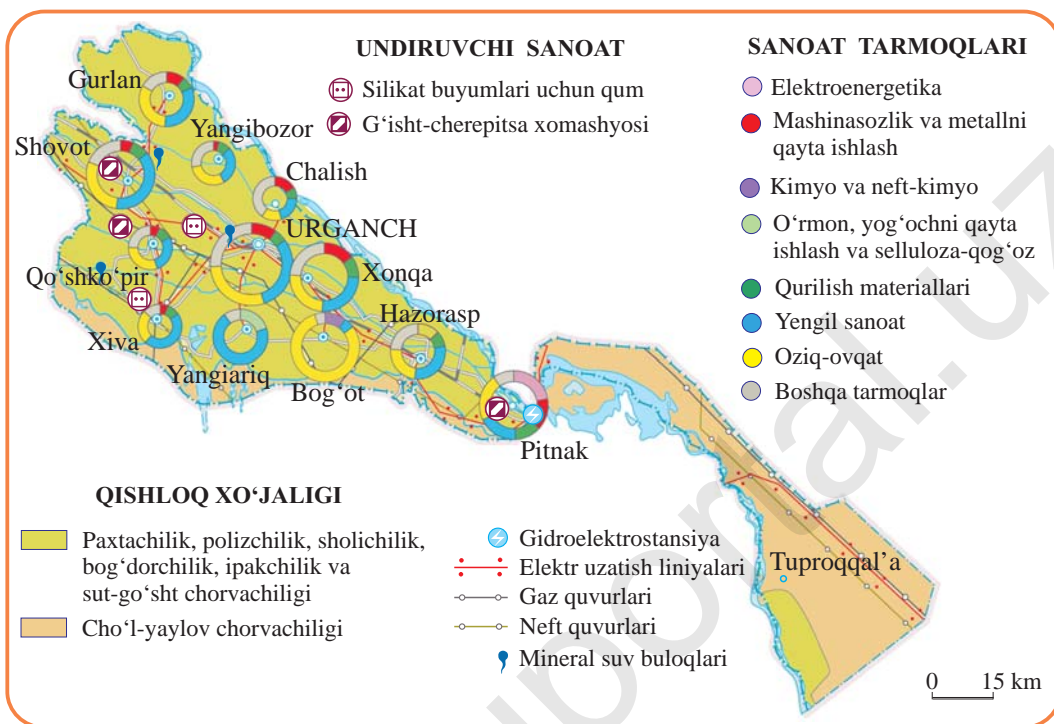 UNDIRUVCHI SANOAT
Silikat buyumlari uchun qum
G‘isht-cherepitsa xomashyosi
SANOAT TARMOQLARI
Elektroenergetika
Mashinasozlik va metallni
qayta ishlash
Kimyo va neft-kimyo
O‘rmon, yog‘ochni qayta
ishlash va selluloza-qog‘oz
Qurilish materiallari
Yengil sanoat
Oziq-ovqat
Boshqa tarmoqlar
Gurlan
Yangibozor
Shovot
Chalish
URGANCH
Xonqa
Qo‘shko‘pir
Hazorasp
Xiva
Yangiariq
Bog‘ot
Pitnak
Tuproqqal’a
QISHLOQ XO‘JALIGI
Paxtachilik, polizchilik, sholichilik,
bog‘dorchilik, ipakchilik va
sut-go‘sht chorvachiligi
Cho‘l-yaylov chorvachiligi
Gidroelektrostansiya
Elektr uzatish liniyalari
Gaz quvurlari
Neft quvurlari
Mineral suv buloqlari
0 15 km
uportal.uz